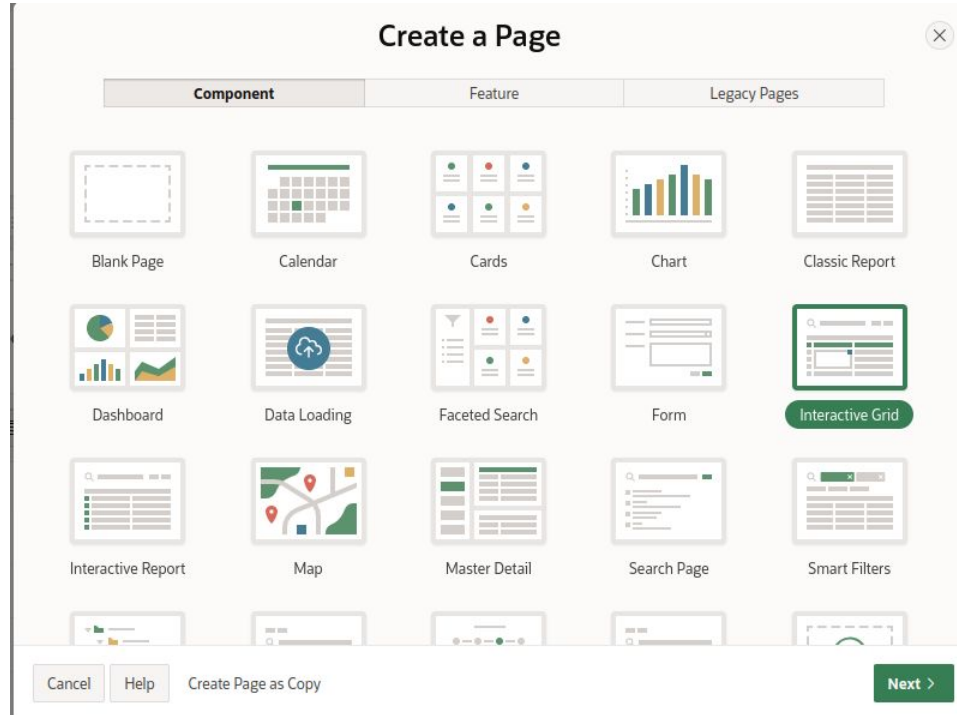 Create a Page
Component
Feature
Legacy Pages
Blank Page
Calendar
Cards
Chart
Classic Report
Dashboard
Data Loading
Faceted Search
Form
Interactive Grid
Interactive Report
Map
Master Detail
Search Page
Smart Filters
Cancel
Help
Create Page as Copy
Next